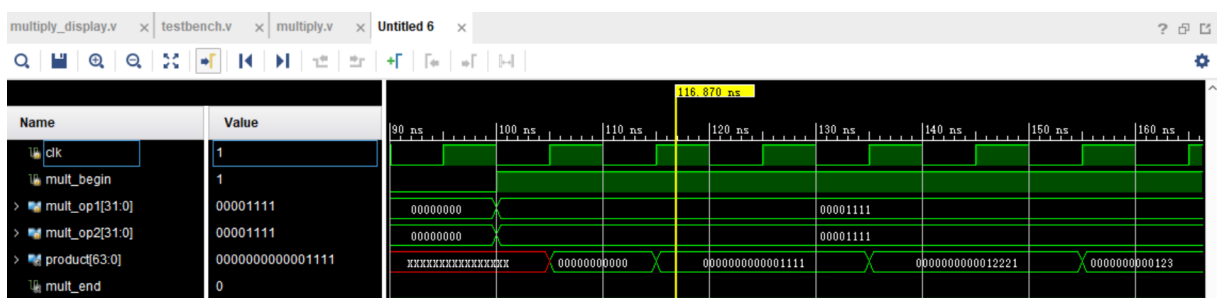 multiply_display.v × testbench.v × multiply.v × Untitled 6 ×
116.870 ns
Name Value
90 ns 100 ns 110 ns 120 ns 130 ns 140 ns 150 ns 160 ns
clk 1
mult_begin 1
mult_op1[31:0] 00001111 00000000 00001111
mult_op2[31:0] 00001111 00000000 00001111
product[63:0] 0000000000001111 XXXXXXXXXXXXXXXX 00000000000 0000000000001111 0000000000012221 0000000000123
mult_end 0